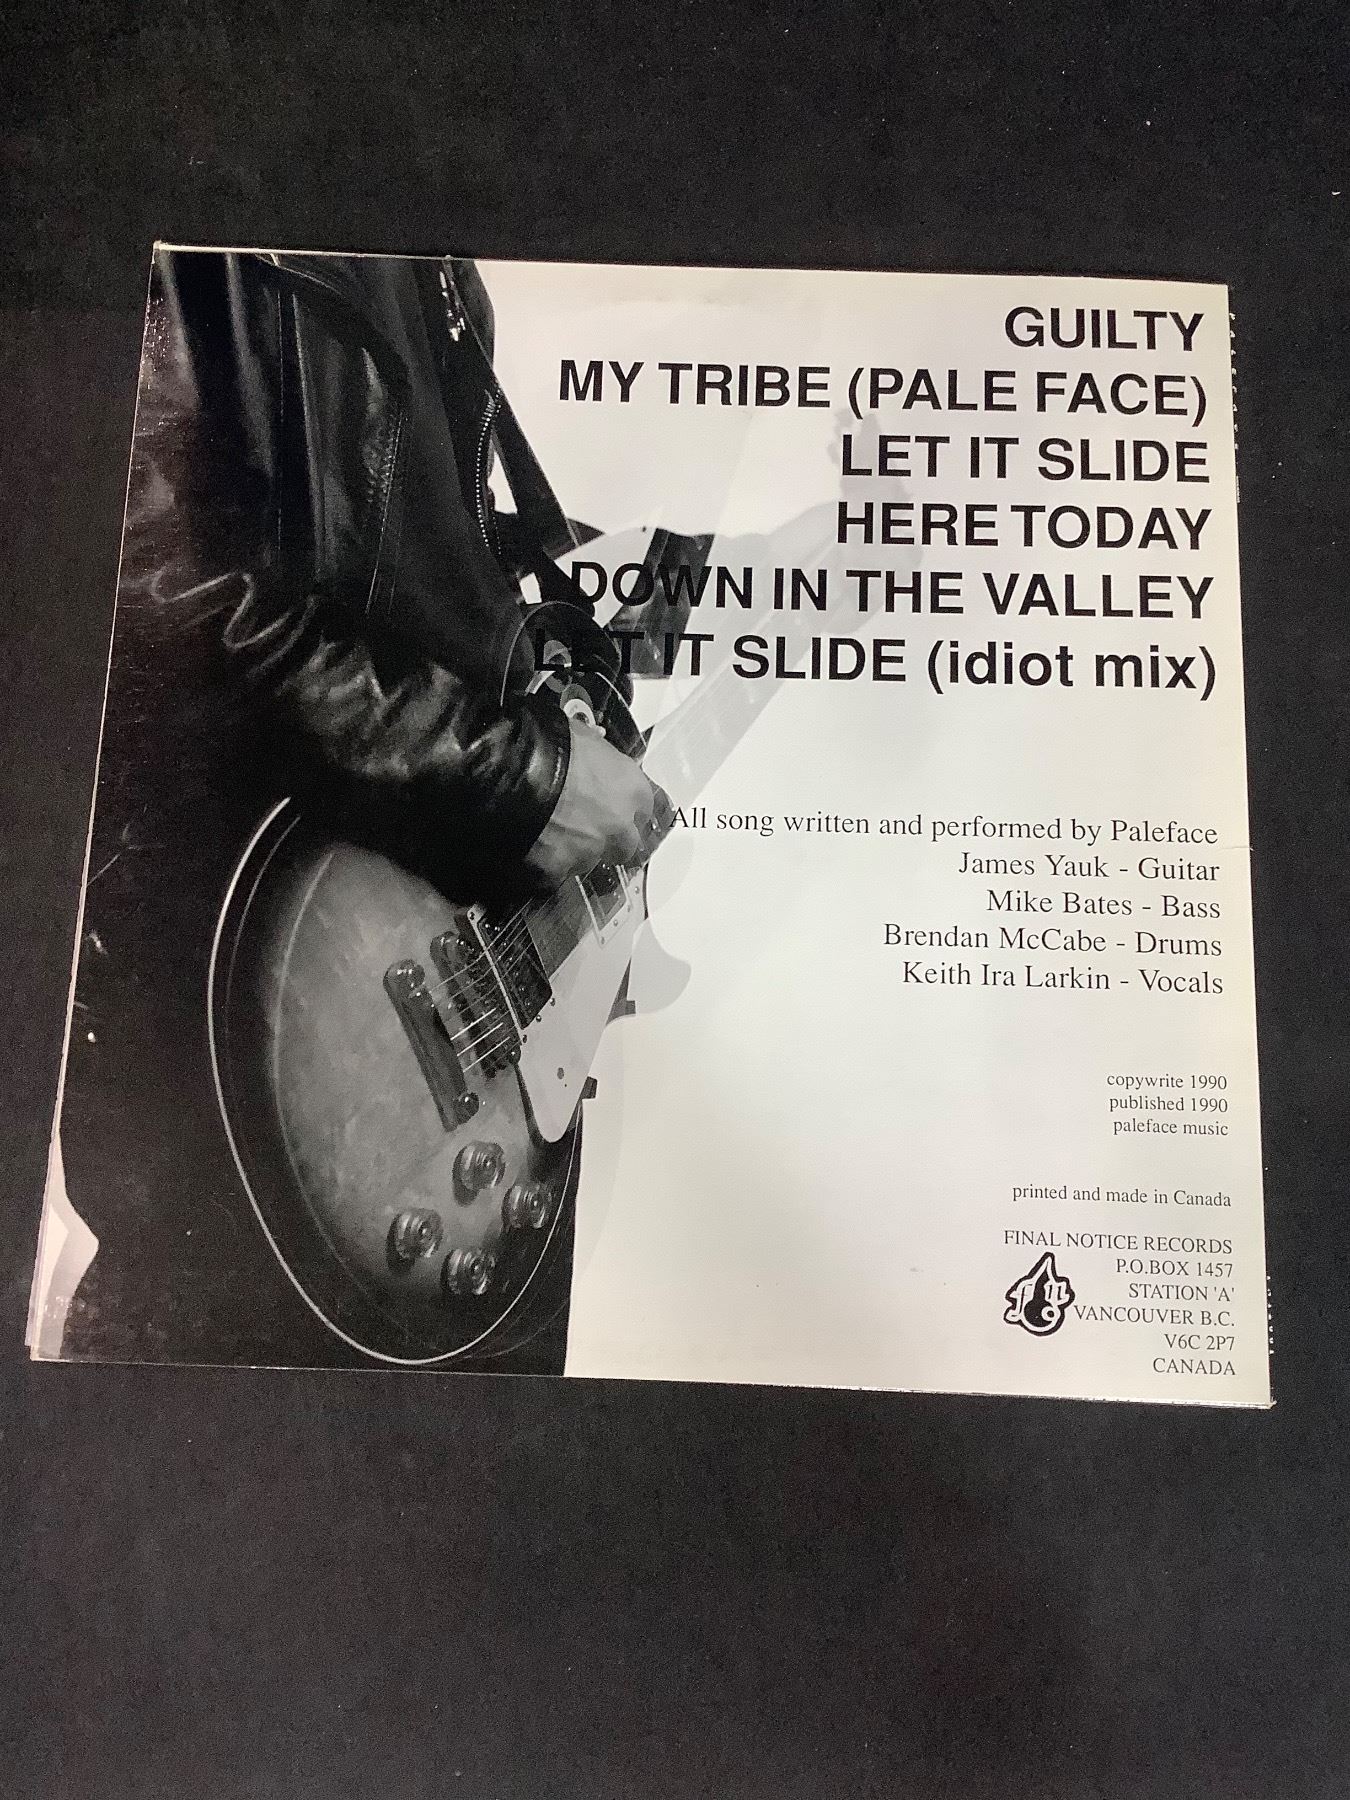 GUILTY
MY TRIBE (PALE FACE)
LET IT SLIDE
HERE TODAY
DOWN IN THE VALLEY
LET IT SLIDE (idiot mix)
All song written and performed by Paleface
James Yauk - Guitar
Mike Bates - Bass
Brendan McCabe - Drums
Keith Ira Larkin - Vocals
copywrite 1990
published 1990
paleface music
printed and made in Canada
FINAL NOTICE RECORDS
P.O.BOX 1457
STATION 'A'
VANCOUVER B.C.
V6C 2P7
CANADA